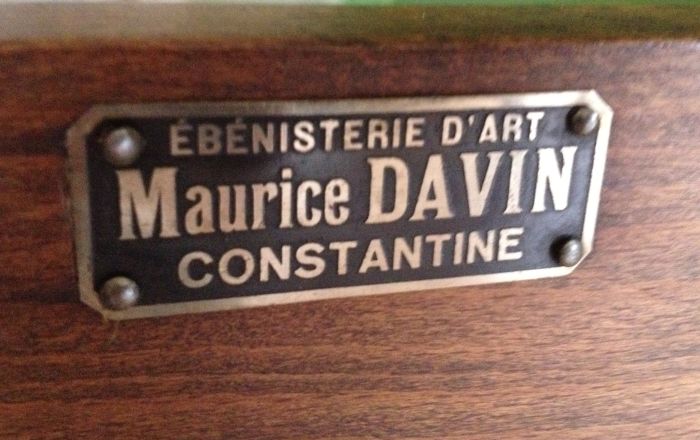 ÉBÉNISTERIE D'ART
Maurice DAVIN
CONSTANTINE